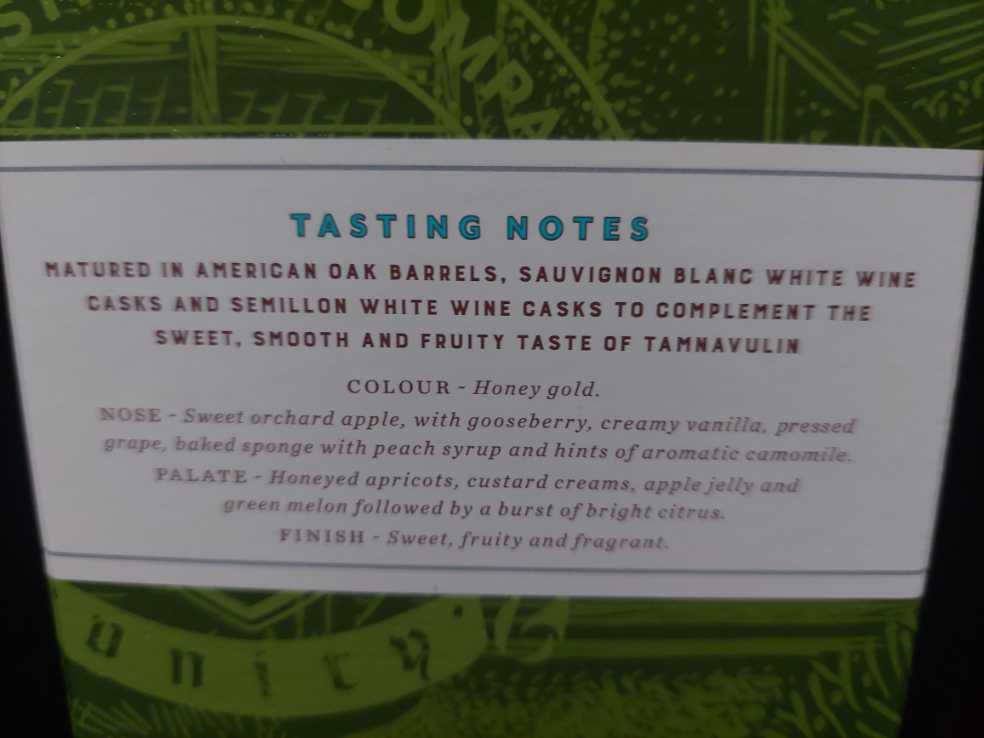 COMPA
TASTING NOTES
MATURED IN AMERICAN OAK BARRELS, SAUVIGNON BLANC WHITE WINE
CASKS AND SEMILLON WHITE WINE CASKS TO COMPLEMENT THE
SWEET, SMOOTH AND FRUITY TASTE OF TAMNAVULIN
COLOUR - Honey gold.
NOSE - Sweet orchard apple, with gooseberry, creamy vanilla, pressed
grape, baked sponge with peach syrup and hints of aromatic camomile.
PALATE - Honeyed apricots, custard creams, apple jelly and
green melon followed by a burst of bright citrus.
FINISH - Sweet, fruity and fragrant.
unity